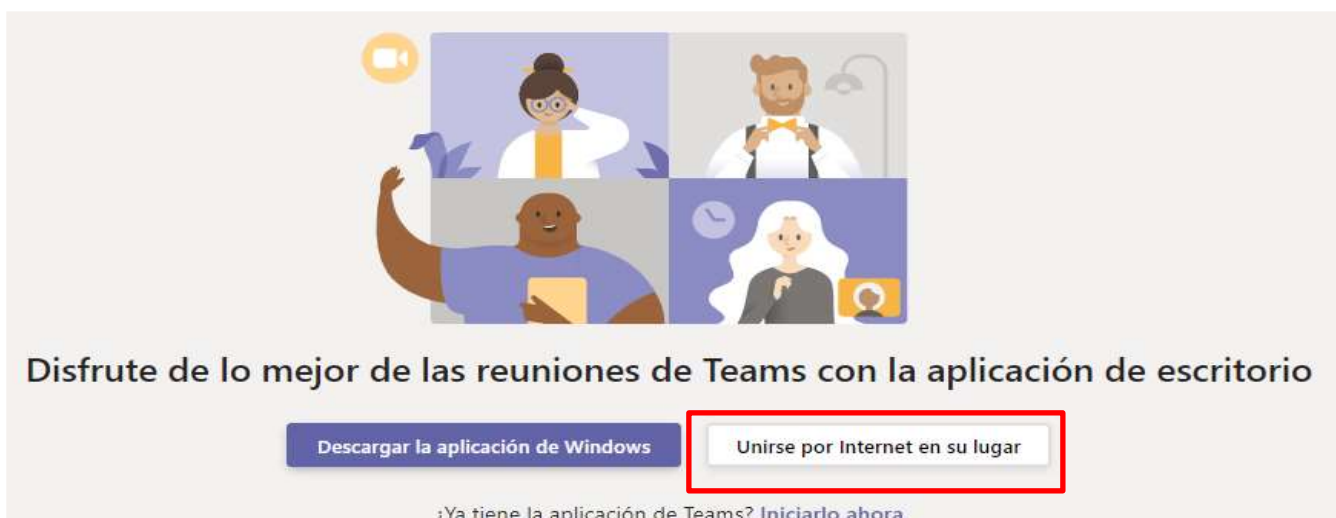 Disfrute de lo mejor de las reuniones de Teams con la aplicación de escritorio
Descargar la aplicación de Windows
Unirse por Internet en su lugar
¿Ya tiene la aplicación de Teams? Iniciarlo ahora